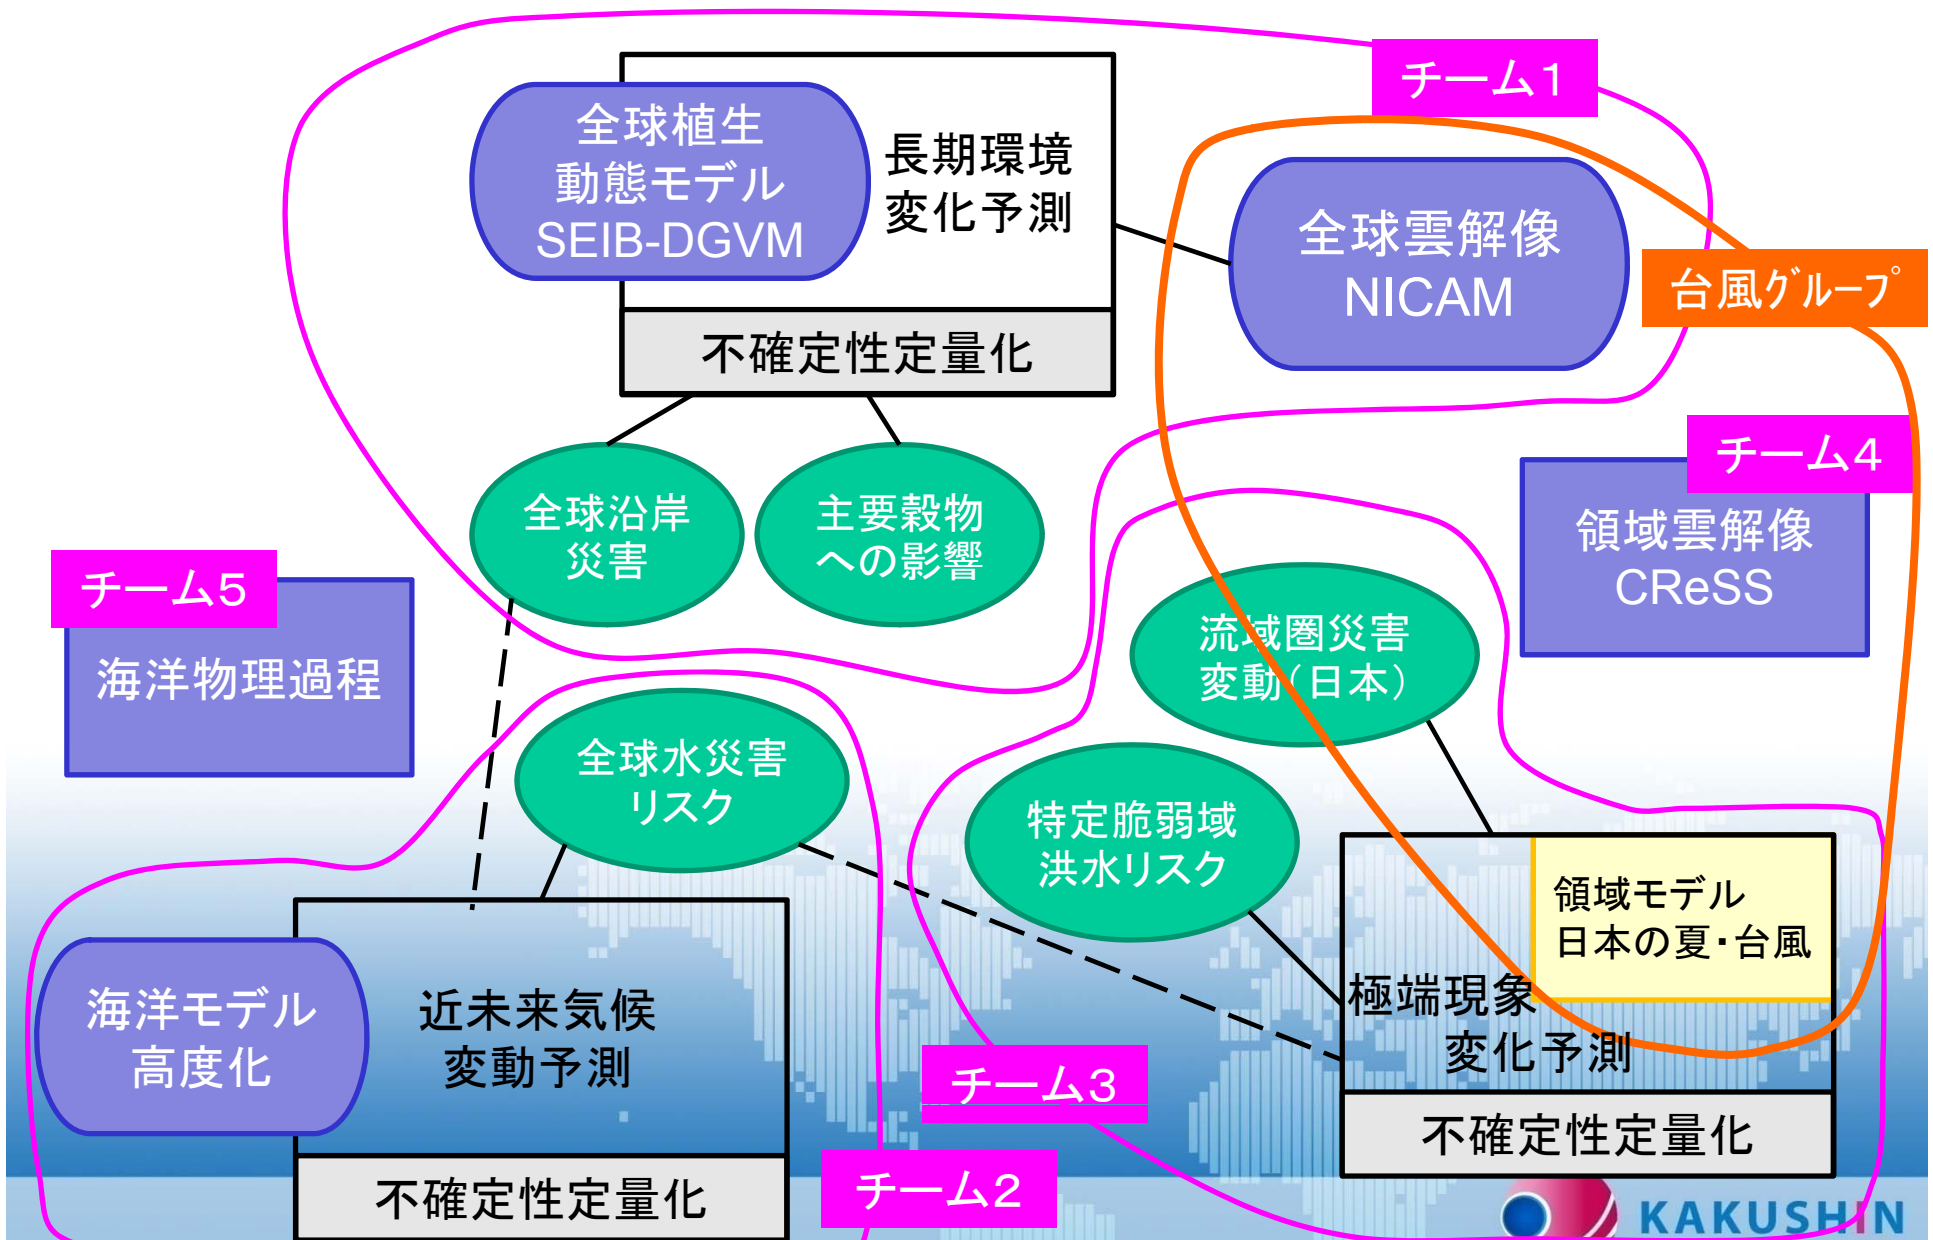 チーム1
全球植生
動態モデル
SEIB-DGVM
長期環境
変化予測
全球雲解像
NICAM
台風グループ
不確定性定量化
チーム4
領域雲解像
CReSS
全球沿岸
災害
主要穀物
への影響
チーム5
海洋物理過程
流域圏災害
変動(日本)
全球水災害
リスク
特定脆弱域
洪水リスク
領域モデル
日本の夏・台風
極端現象
変化予測
海洋モデル
高度化
近未来気候
変動予測
チーム3
不確定性定量化
チーム2
不確定性定量化
KAKUSHIN